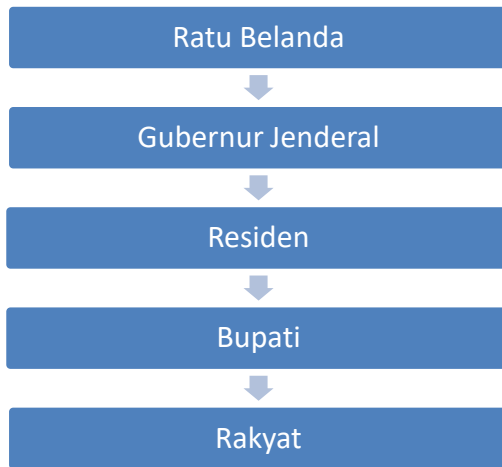 Ratu Belanda
Gubernur Jenderal
Residen
Bupati
Rakyat